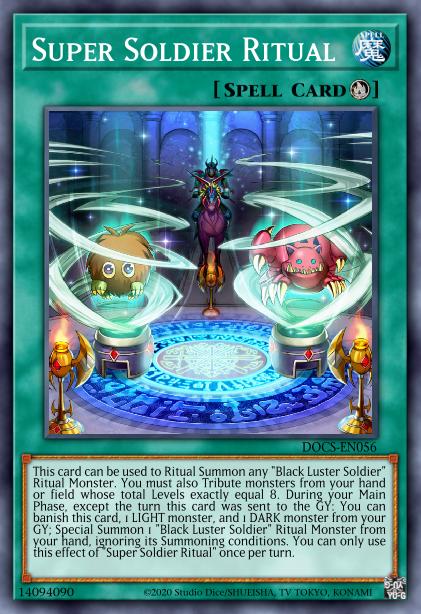 SUPER SOLDIER RITUAL
SPELL
魔
[SPELL CARD]
DOCS-EN056
This card can be used to Ritual Summon any "Black Luster Soldier"
Ritual Monster. You must also Tribute monsters from your hand
or field whose total Levels exactly equal 8. During your Main
Phase, except the turn this card was sent to the GY: You can
banish this card, 1 LIGHT monster, and 1 DARK monster from your
GY; Special Summon 1 "Black Luster Soldier" Ritual Monster from
your hand, ignoring its Summoning conditions. You can only use
this effect of "Super Soldier Ritual" once per turn.
14094090
©2020 Studio Dice/SHUEISHA, TV TOKYO, KONAMI